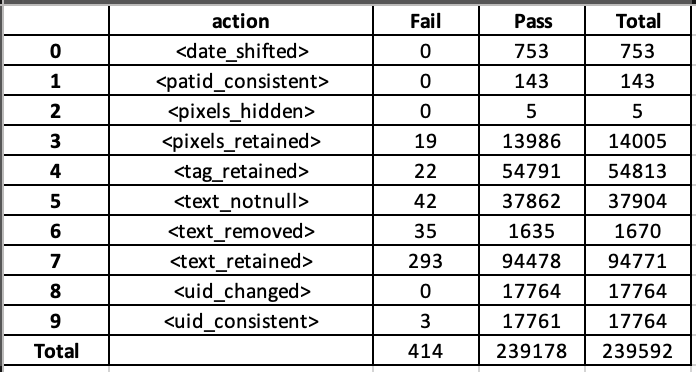 action Fail Pass Total
0 <date_shifted> 0 753 753
1 <patid_consistent> 0 143 143
2 <pixels_hidden> 0 5 5
3 <pixels_retained> 19 13986 14005
4 <tag_retained> 22 54791 54813
5 <text_notnull> 42 37862 37904
6 <text_removed> 35 1635 1670
7 <text_retained> 293 94478 94771
8 <uid_changed> 0 17764 17764
9 <uid_consistent> 3 17761 17764
Total 414 239178 239592